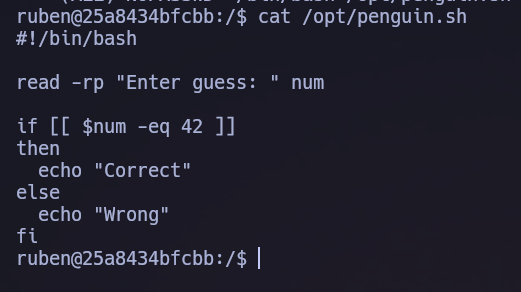 ruben@25a8434bfcbb:/$ cat /opt/penguin.sh
#!/bin/bash
read -rp "Enter guess: " num
if [[ $num -eq 42 ]]
then
  echo "Correct"
else
  echo "Wrong"
fi
ruben@25a8434bfcbb:/$